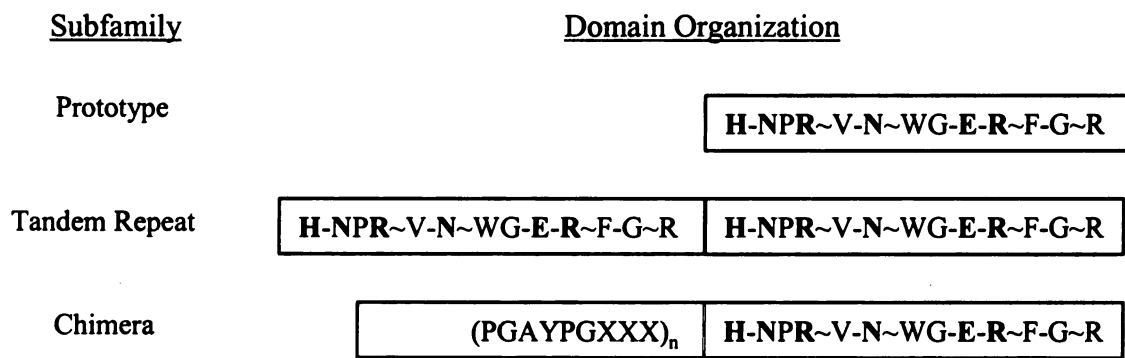 Subfamily Domain Organization
Prototype H-NPR~V-N~WG-E-R~F-G~R
Tandem Repeat H-NPR~V-N~WG-E-R~F-G~R H-NPR~V-N~WG-E-R~F-G~R
Chimera (PGAYPGXXX)n H-NPR~V-N~WG-E-R~F-G~R